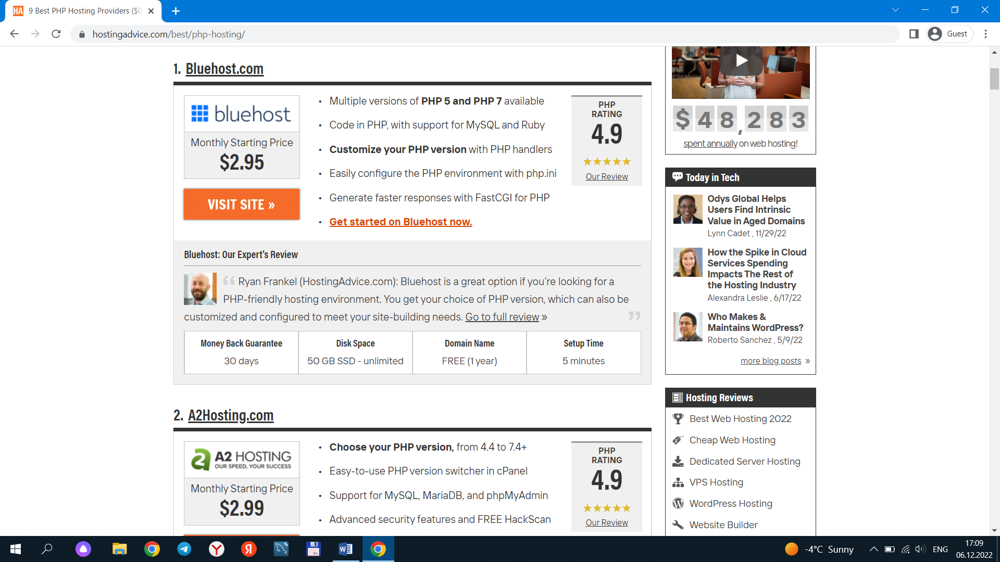 9 Best PHP Hosting Providers ($0
hostingadvice.com/best/php-hosting/
Guest
1. Bluehost.com
bluehost
Monthly Starting Price
$2.95
VISIT SITE »
• Multiple versions of PHP 5 and PHP 7 available
• Code in PHP, with support for MySQL and Ruby
• Customize your PHP version with PHP handlers
• Easily configure the PHP environment with php.ini
• Generate faster responses with FastCGI for PHP
• Get started on Bluehost now.
PHP
RATING
4.9
Our Review
Bluehost: Our Expert's Review
“ Ryan Frankel (HostingAdvice.com): Bluehost is a great option if you’re looking for a
PHP-friendly hosting environment. You get your choice of PHP version, which can also be
customized and configured to meet your site-building needs. Go to full review » ”
Money Back Guarantee
30 days
Disk Space
50 GB SSD - unlimited
Domain Name
FREE (1 year)
Setup Time
5 minutes
2. A2Hosting.com
A2 HOSTING
OUR SPEED, YOUR SUCCESS
Monthly Starting Price
$2.99
• Choose your PHP version, from 4.4 to 7.4+
• Easy-to-use PHP version switcher in cPanel
• Support for MySQL, MariaDB, and phpMyAdmin
• Advanced security features and FREE HackScan
PHP
RATING
4.9
Our Review
$48,283
spent annually on web hosting!
Today in Tech
Odys Global Helps
Users Find Intrinsic
Value in Aged Domains
Lynn Cadet , 11/29/22
How the Spike in Cloud
Services Spending
Impacts The Rest of
the Hosting Industry
Alexandra Leslie , 6/17/22
Who Makes &
Maintains WordPress?
Roberto Sanchez , 5/9/22
more blog posts »
Hosting Reviews
Best Web Hosting 2022
Cheap Web Hosting
Dedicated Server Hosting
VPS Hosting
WordPress Hosting
Website Builder
-4°C Sunny
ENG
17:09
06.12.2022